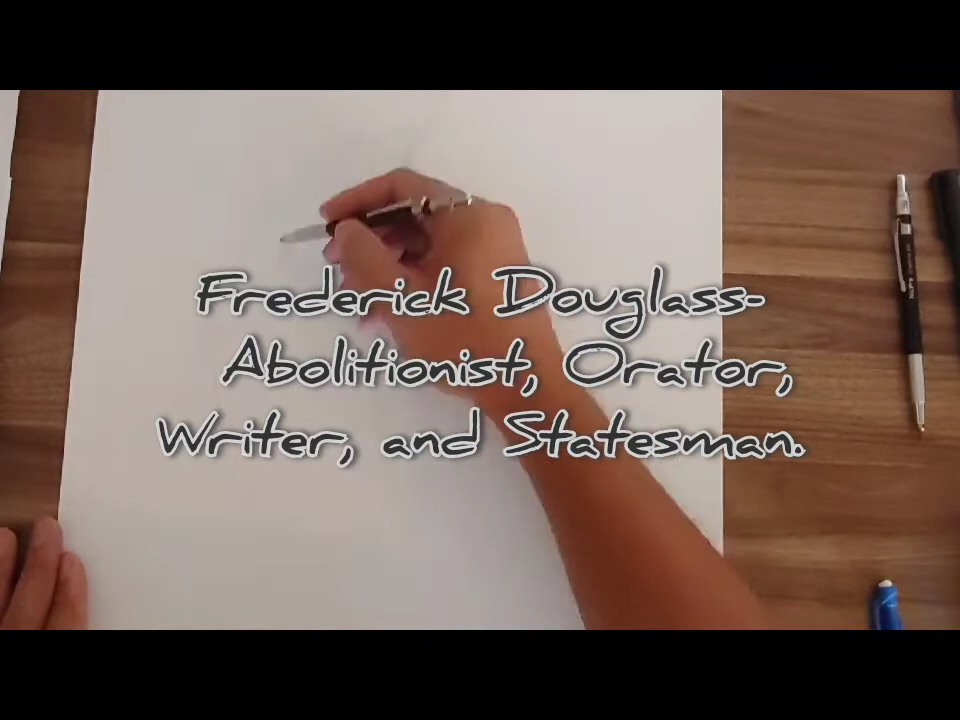 Frederick Douglass-
Abolitionist, Orator,
Writer, and Statesman.